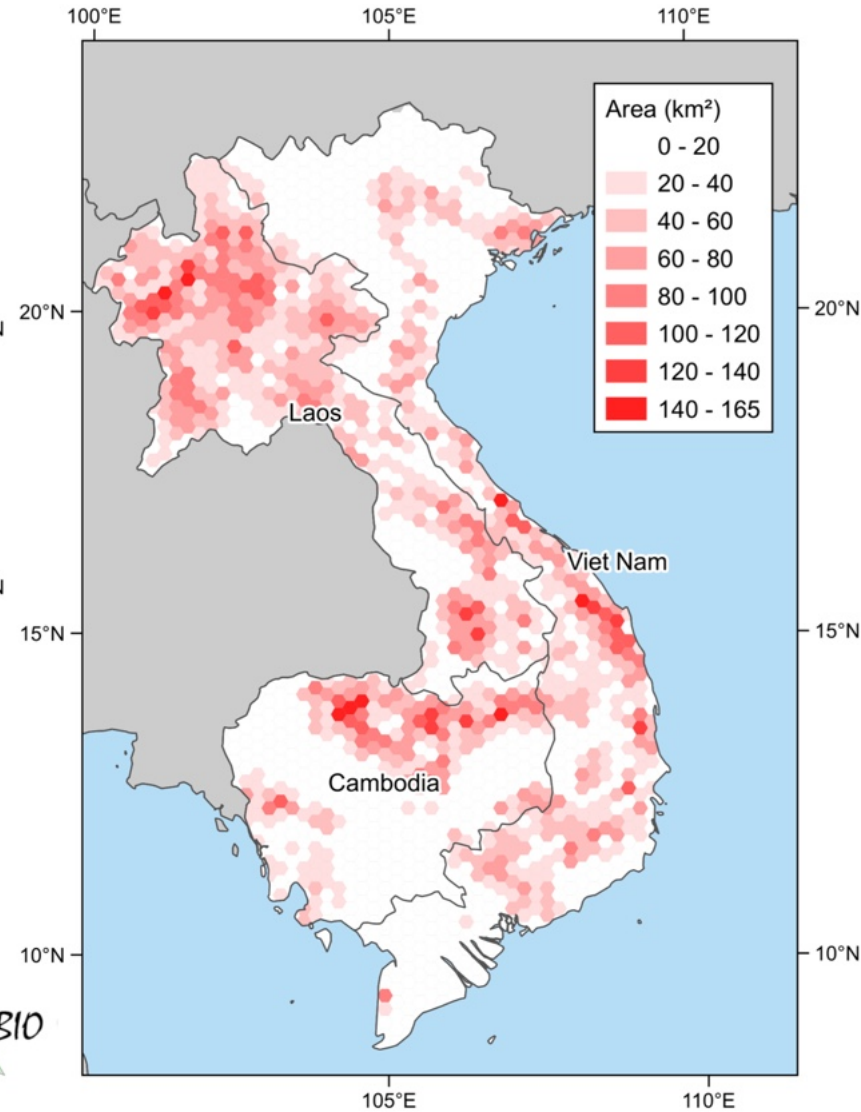 100°E 105°E 110°E
Area (km²)
0 - 20
20 - 40
40 - 60
60 - 80
80 - 100
100 - 120
120 - 140
140 - 165
20°N 20°N
Laos
Viet Nam
15°N 15°N
Cambodia
10°N 10°N
BIO
105°E 110°E